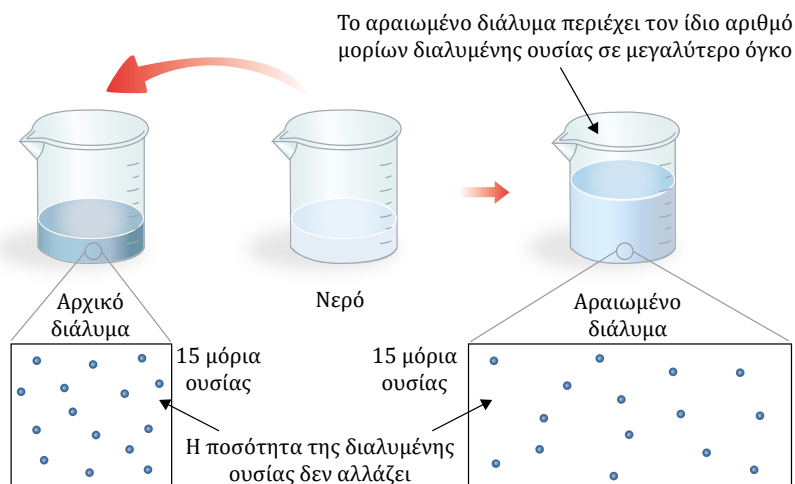 Το αραιωμένο διάλυμα περιέχει τον ίδιο αριθμό
μορίων διαλυμένης ουσίας σε μεγαλύτερο όγκο
Αρχικό
διάλυμα
Νερό
Αραιωμένο
διάλυμα
15 μόρια
ουσίας
15 μόρια
ουσίας
Η ποσότητα της διαλυμένης
ουσίας δεν αλλάζει